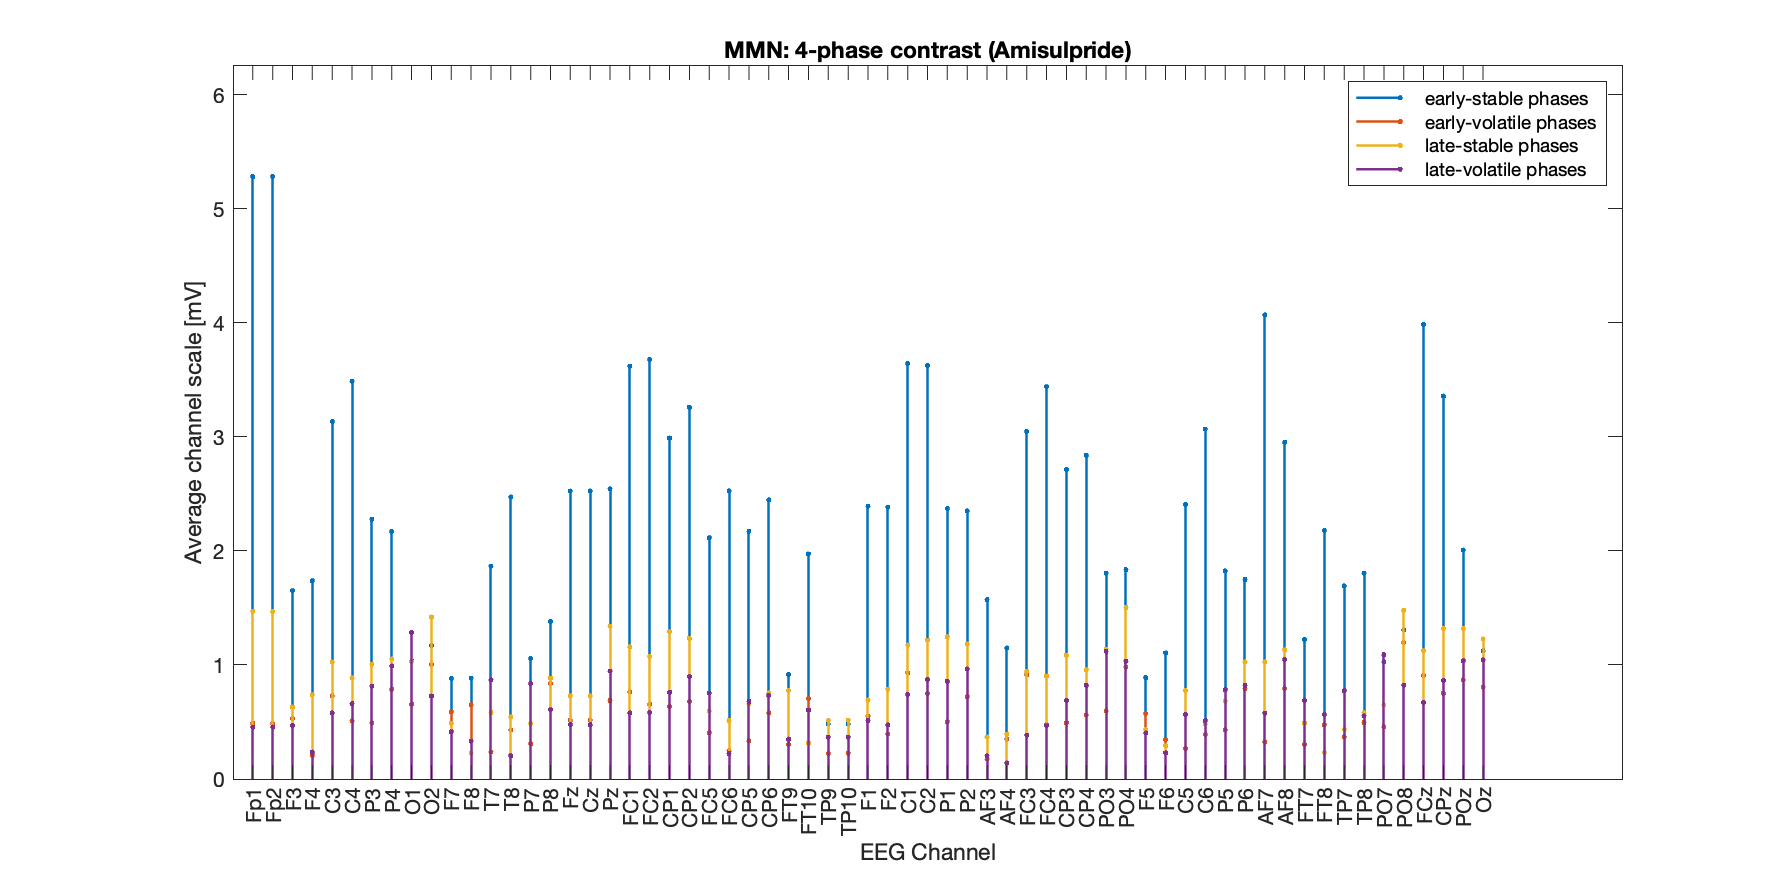 MMN: 4-phase contrast (Amisulpride)
early-stable phases
early-volatile phases
late-stable phases
late-volatile phases
Average channel scale [mV]
6
5
4
3
2
1
0
Fp1 Fp2 F3 F4 C3 C4 P3 P4 O1 O2 F7 F8 T7 T8 P7 P8 Fz Cz Pz FC1 FC2 CP1 CP2 FC5 FC6 CP5 CP6 FT9 FT10 TP9 TP10 F1 F2 C1 C2 P1 P2 AF3 AF4 FC3 FC4 CP3 CP4 PO3 PO4 F5 F6 C5 C6 P5 P6 AF7 AF8 FT7 FT8 TP7 TP8 PO7 PO8 FCz CPz POz Oz
EEG Channel